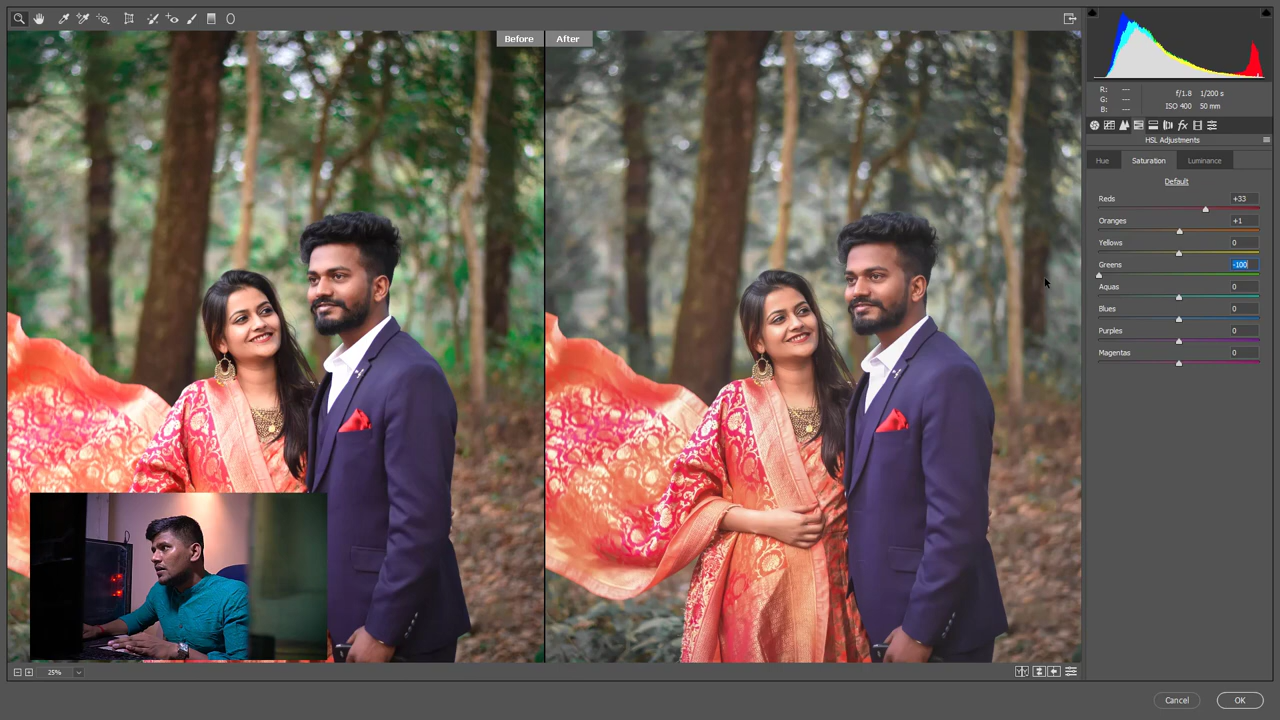 Before
After
R: ---
G: ---
B: ---
f/1.8 1/200 s
ISO 400 50 mm
HSL Adjustments
Hue Saturation Luminance
Default
Reds +33
Oranges +1
Yellows 0
Greens -100
Aquas 0
Blues 0
Purples 0
Magentas 0
25%
Cancel OK